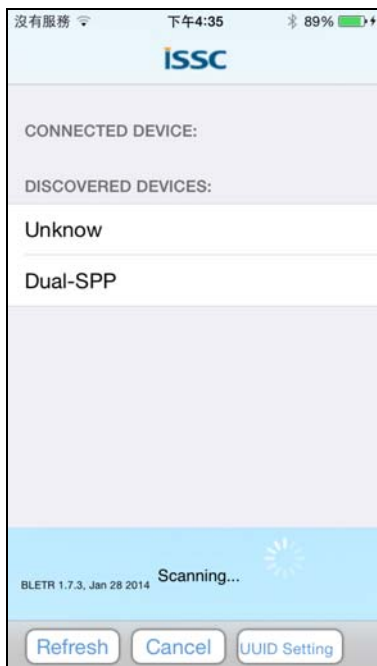 沒有服務 下午4:35 89%
issc
CONNECTED DEVICE:
DISCOVERED DEVICES:
Unknow
Dual-SPP
BLETR 1.7.3, Jan 28 2014 Scanning...
Refresh Cancel UUID Setting